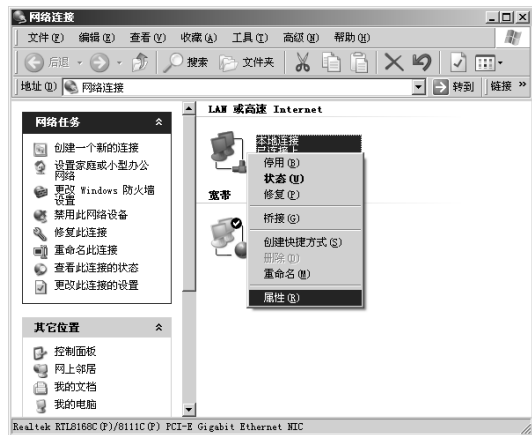 网络连接
文件(F) 编辑(E) 查看(V) 收藏(A) 工具(T) 高级(N) 帮助(H)
后退 搜索 文件夹
地址(D) 网络连接 转到 链接 »
网络任务
创建一个新的连接
设置家庭或小型办公
网络
更改 Windows 防火墙
设置
禁用此网络设备
修复此连接
重命名此连接
查看此连接的状态
更改此连接的设置
其它位置
控制面板
网上邻居
我的文档
我的电脑
LAN 或高速 Internet
本地连接
已连接上
宽带
停用(B)
状态(U)
修复(P)
桥接(G)
创建快捷方式(S)
删除(D)
重命名(M)
属性(R)
Realtek RTL8168C(P)/8111C(P) PCI-E Gigabit Ethernet NIC